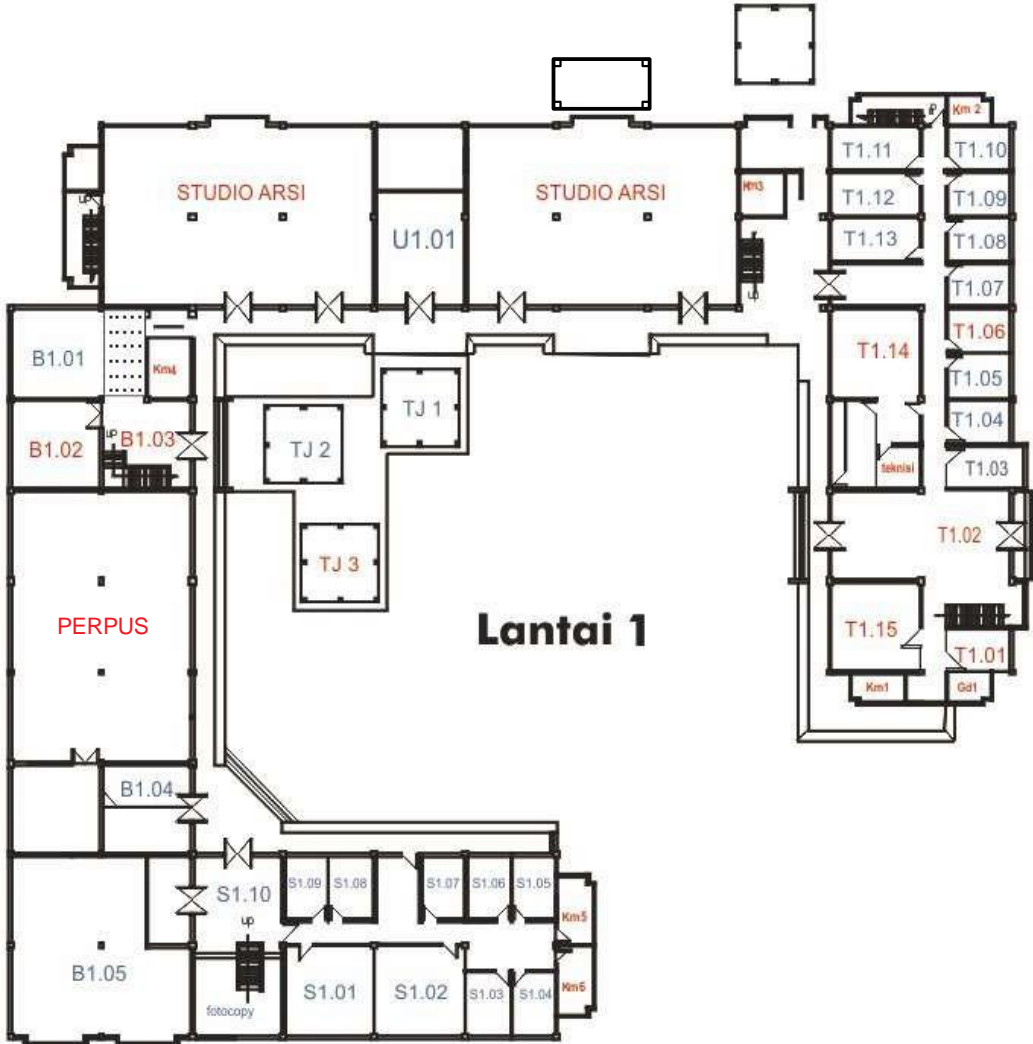 Km 2
up
T1.11
T1.10
STUDIO ARSI
STUDIO ARSI
Km3
T1.12
T1.09
up
U1.01
T1.13
T1.08
up
T1.07
B1.01
Km4
T1.14
T1.06
T1.05
TJ 1
T1.04
B1.02
up
B1.03
TJ 2
teknisi
T1.03
T1.02
TJ 3
PERPUS
Lantai 1
T1.15
T1.01
Km1
Gd1
B1.04
S1.10
S1.09
S1.08
S1.07
S1.06
S1.05
up
Km5
B1.05
fotocopy
S1.01
S1.02
S1.03
S1.04
Km6